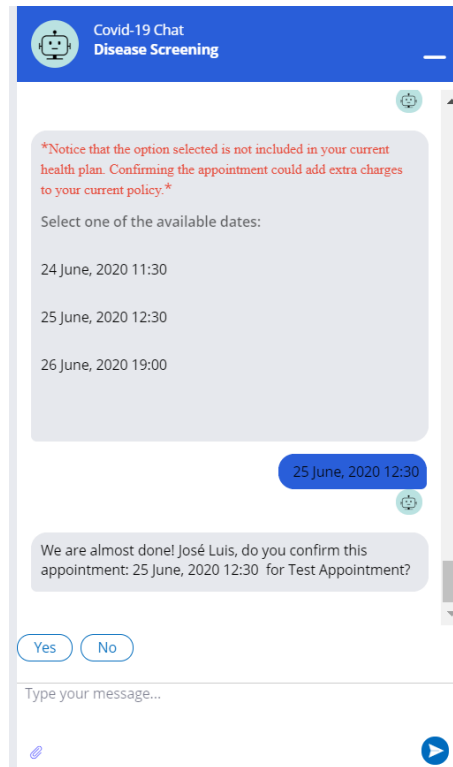 Covid-19 Chat
Disease Screening
*Notice that the option selected is not included in your current
health plan. Confirming the appointment could add extra charges
to your current policy.*
Select one of the available dates:
24 June, 2020 11:30
25 June, 2020 12:30
26 June, 2020 19:00
25 June, 2020 12:30
We are almost done! José Luis, do you confirm this
appointment: 25 June, 2020 12:30 for Test Appointment?
Yes No
Type your message...